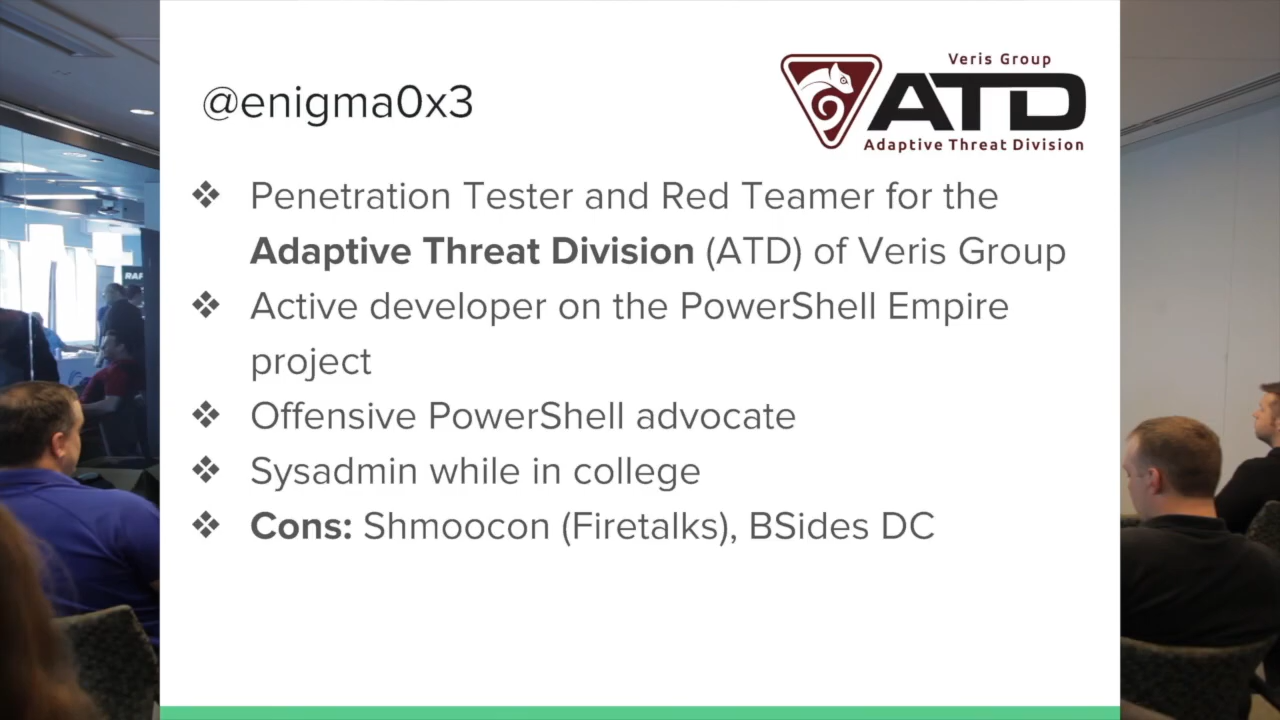 @enigma0x3
Veris Group
ATD
Adaptive Threat Division
❖ Penetration Tester and Red Teamer for the
Adaptive Threat Division (ATD) of Veris Group
❖ Active developer on the PowerShell Empire
project
❖ Offensive PowerShell advocate
❖ Sysadmin while in college
❖ Cons: Shmoocon (Firetalks), BSides DC